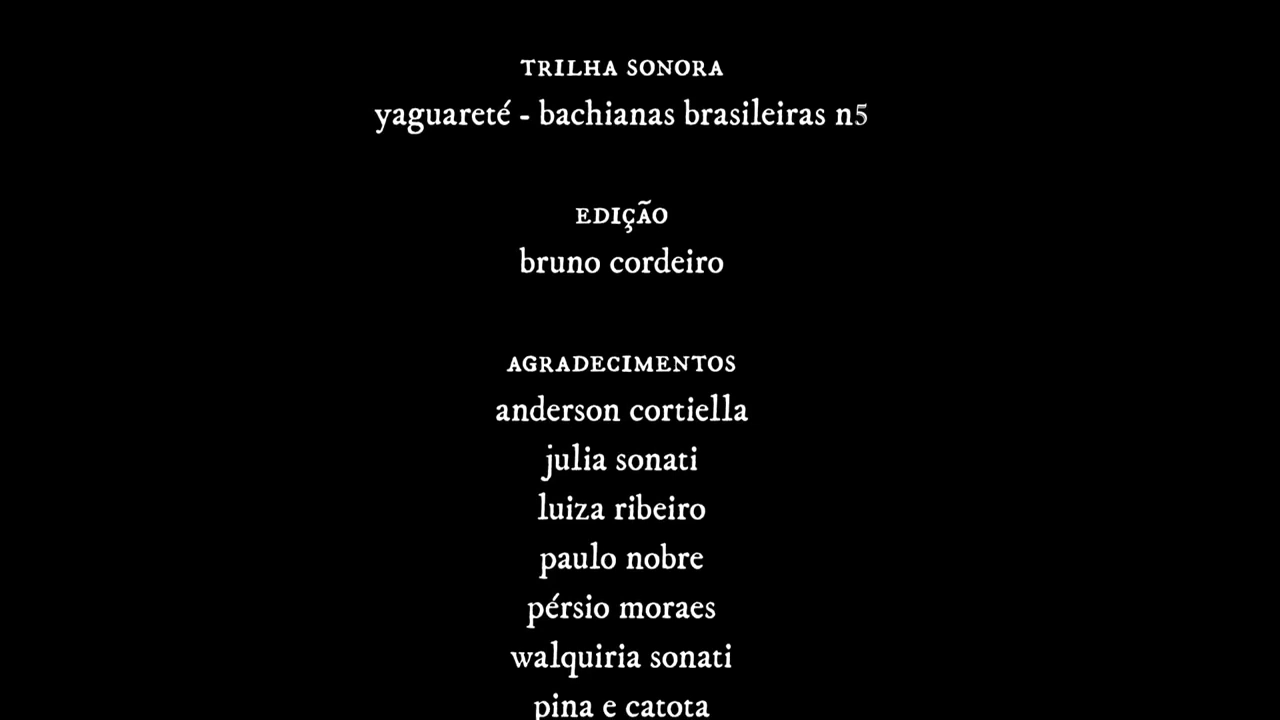 TRILHA SONORA
yaguareté - bachianas brasileiras n5
EDIÇÃO
bruno cordeiro
AGRADECIMENTOS
anderson cortiella
julia sonati
luiza ribeiro
paulo nobre
pérsio moraes
walquiria sonati
pina e catota